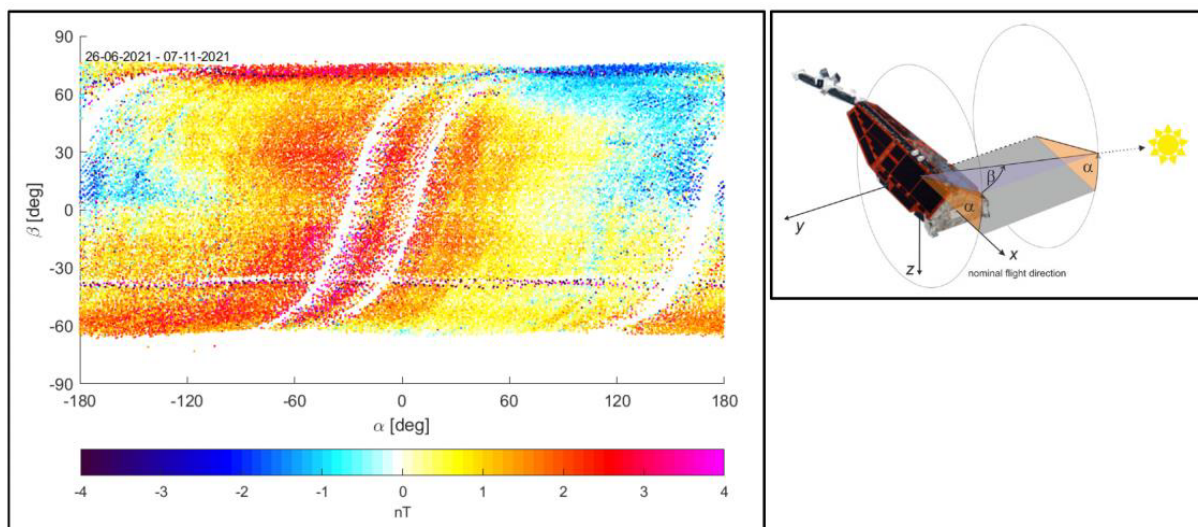 26-06-2021 - 07-11-2021
90
60
30
0
-30
-60
-90
β [deg]
-180 -120 -60 0 60 120 180
α [deg]
-4 -3 -2 -1 0 1 2 3 4
nT
β
α
α
y
x
z
nominal flight direction